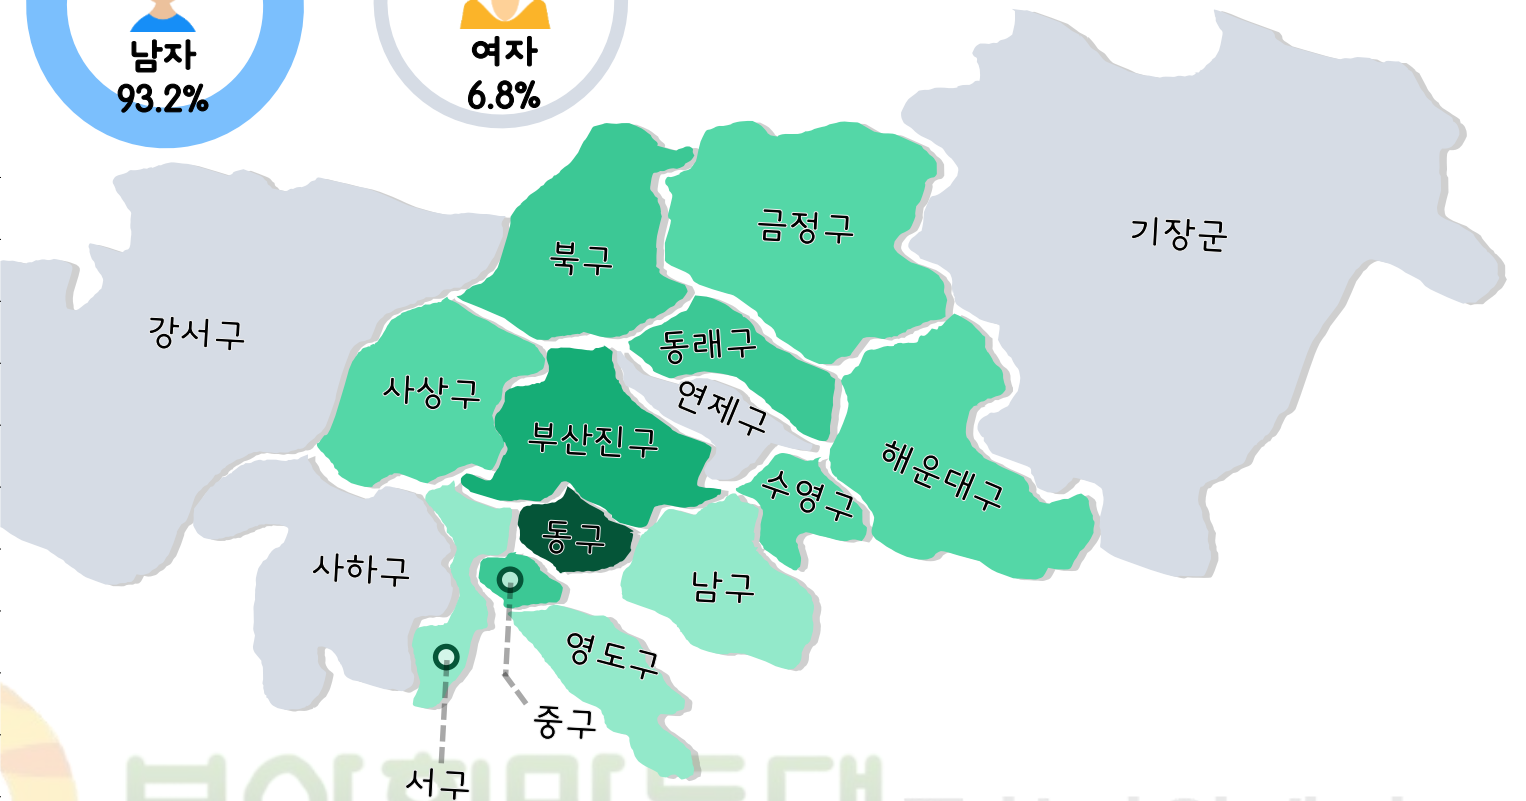 남자
93.2%
여자
6.8%
금정구
기장군
북구
강서구
동래구
사상구
연제구
부산진구
해운대구
수영구
동구
사하구
남구
영도구
중구
서구